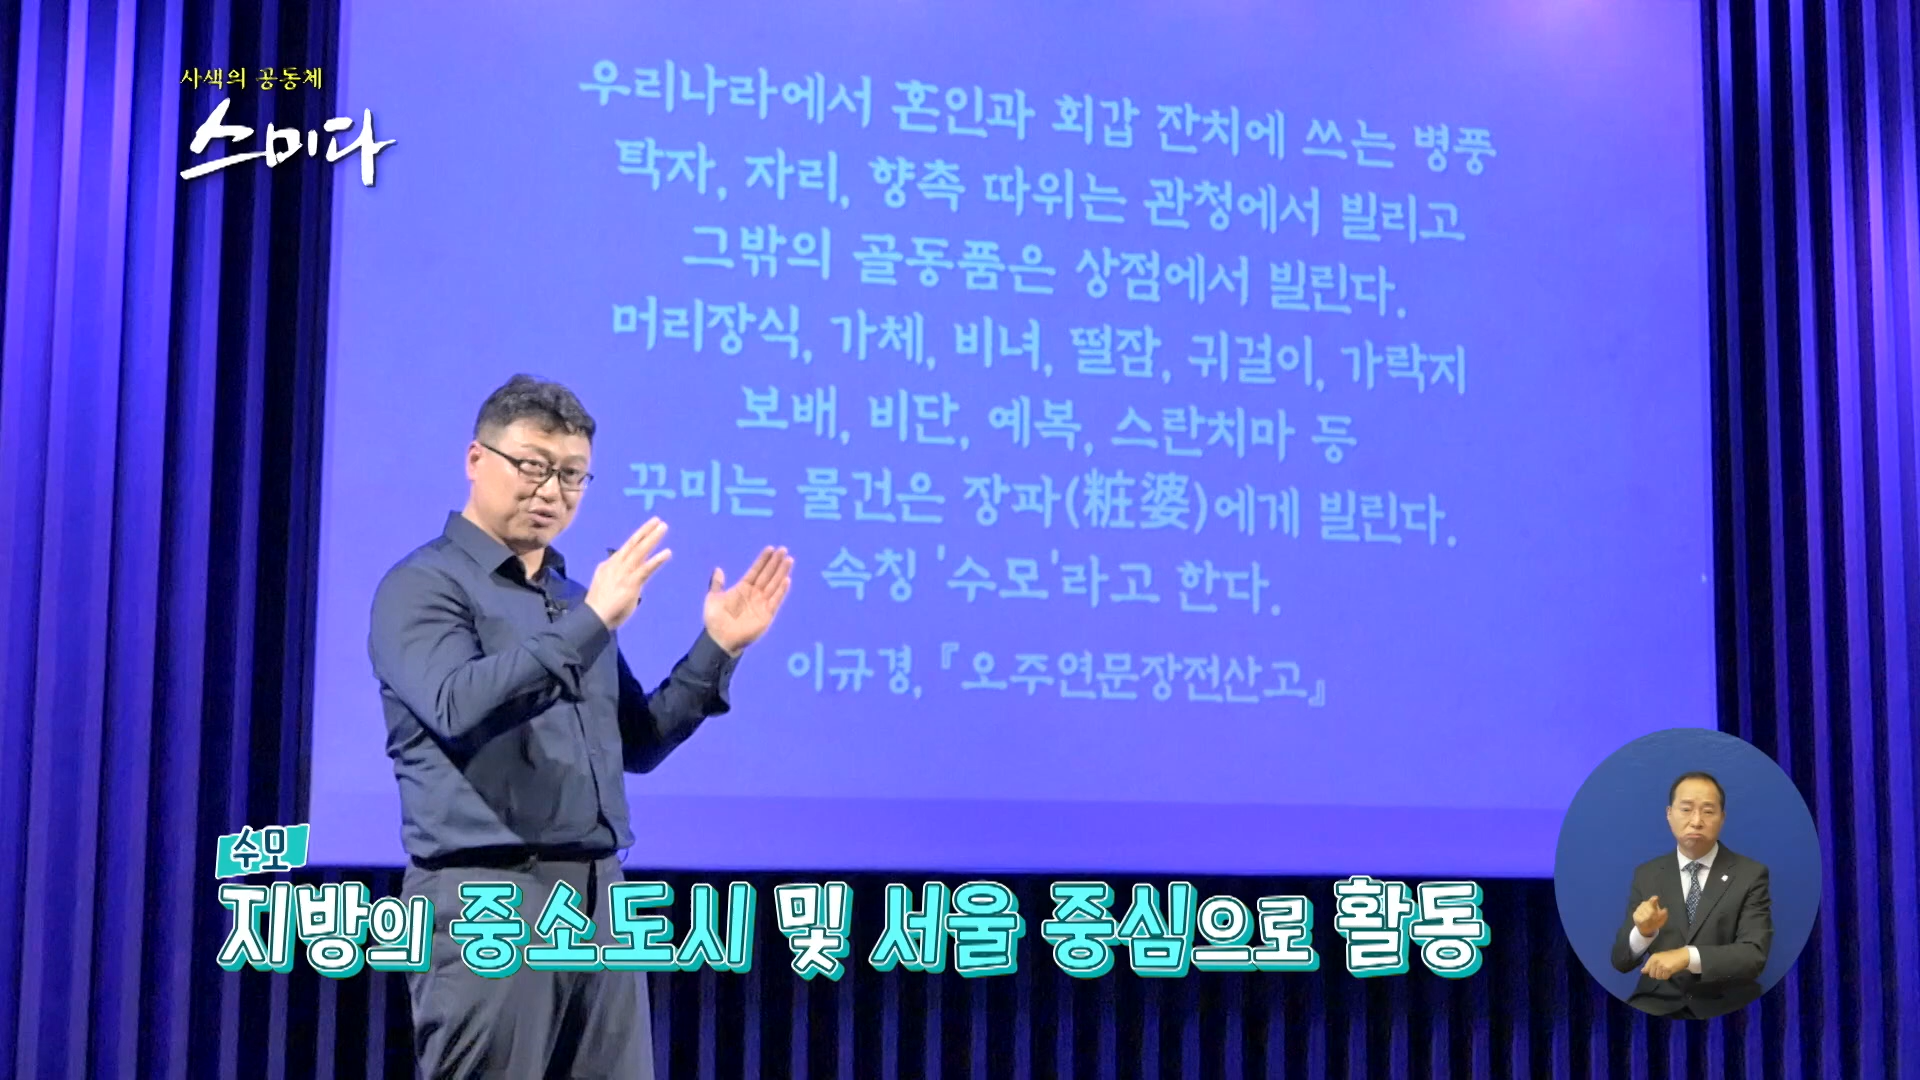 사색의 공동체
스미다
우리나라에서 혼인과 회갑 잔치에 쓰는 병풍
탁자, 자리, 향촉 따위는 관청에서 빌리고
그밖의 골동품은 상점에서 빌린다.
머리장식, 가체, 비녀, 떨잠, 귀걸이, 가락지
보배, 비단, 예복, 스란치마 등
꾸미는 물건은 장파(粧婆)에게 빌린다.
속칭 '수모'라고 한다.
이규경, 『오주연문장전산고』
수모
지방의 중소도시 및 서울 중심으로 활동